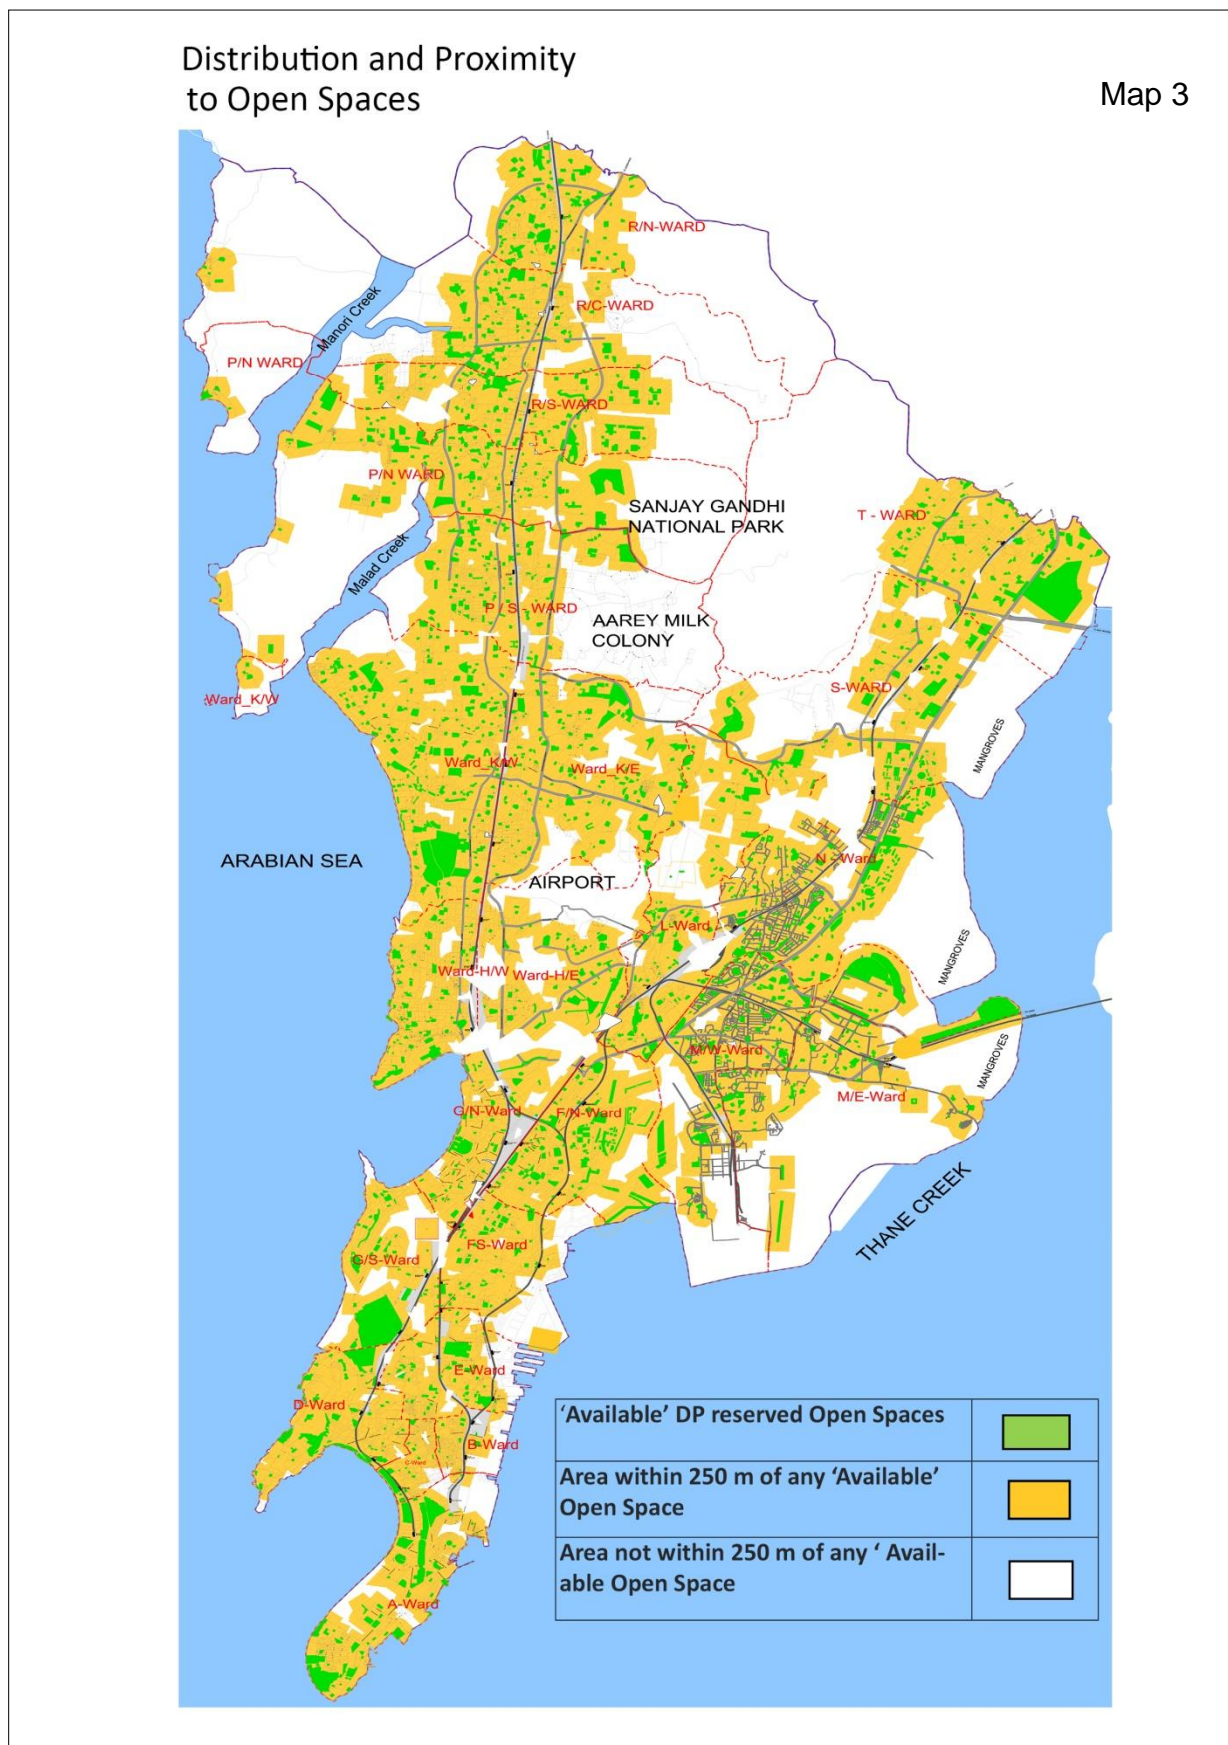 Distribution and Proximity
to Open Spaces
Map 3
R/N-WARD
R/C-WARD
Manori Creek
P/N WARD
R/S-WARD
P/N WARD
SANJAY GANDHI
NATIONAL PARK
T - WARD
Malad Creek
P / S - WARD
AAREY MILK
COLONY
S-WARD
Ward_K/W
MANGROVES
Ward_K/W
Ward_K/E
ARABIAN SEA
N - Ward
AIRPORT
L-Ward
MANGROVES
Ward-H/W
Ward-H/E
M/W-Ward
MANGROVES
M/E-Ward
G/N-Ward
F/N-Ward
THANE CREEK
FS-Ward
G/S-Ward
E-Ward
D-Ward
B-Ward
C-Ward
A-Ward
‘Available’ DP reserved Open Spaces
Area within 250 m of any ‘Available’
Open Space
Area not within 250 m of any ‘ Avail-
able Open Space